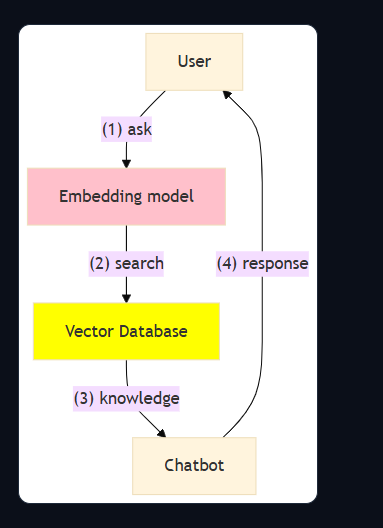 User
(1) ask
Embedding model
(2) search
(4) response
Vector Database
(3) knowledge
Chatbot